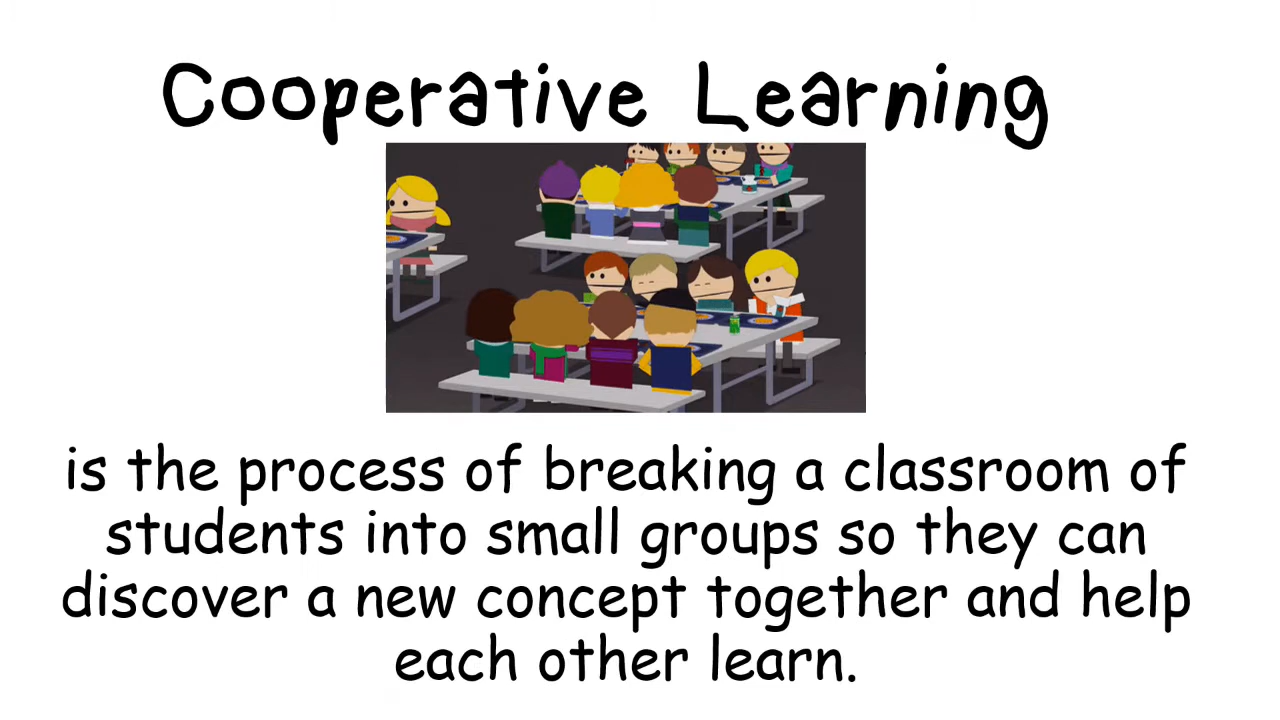 Cooperative Learning
is the process of breaking a classroom of
students into small groups so they can
discover a new concept together and help
each other learn.